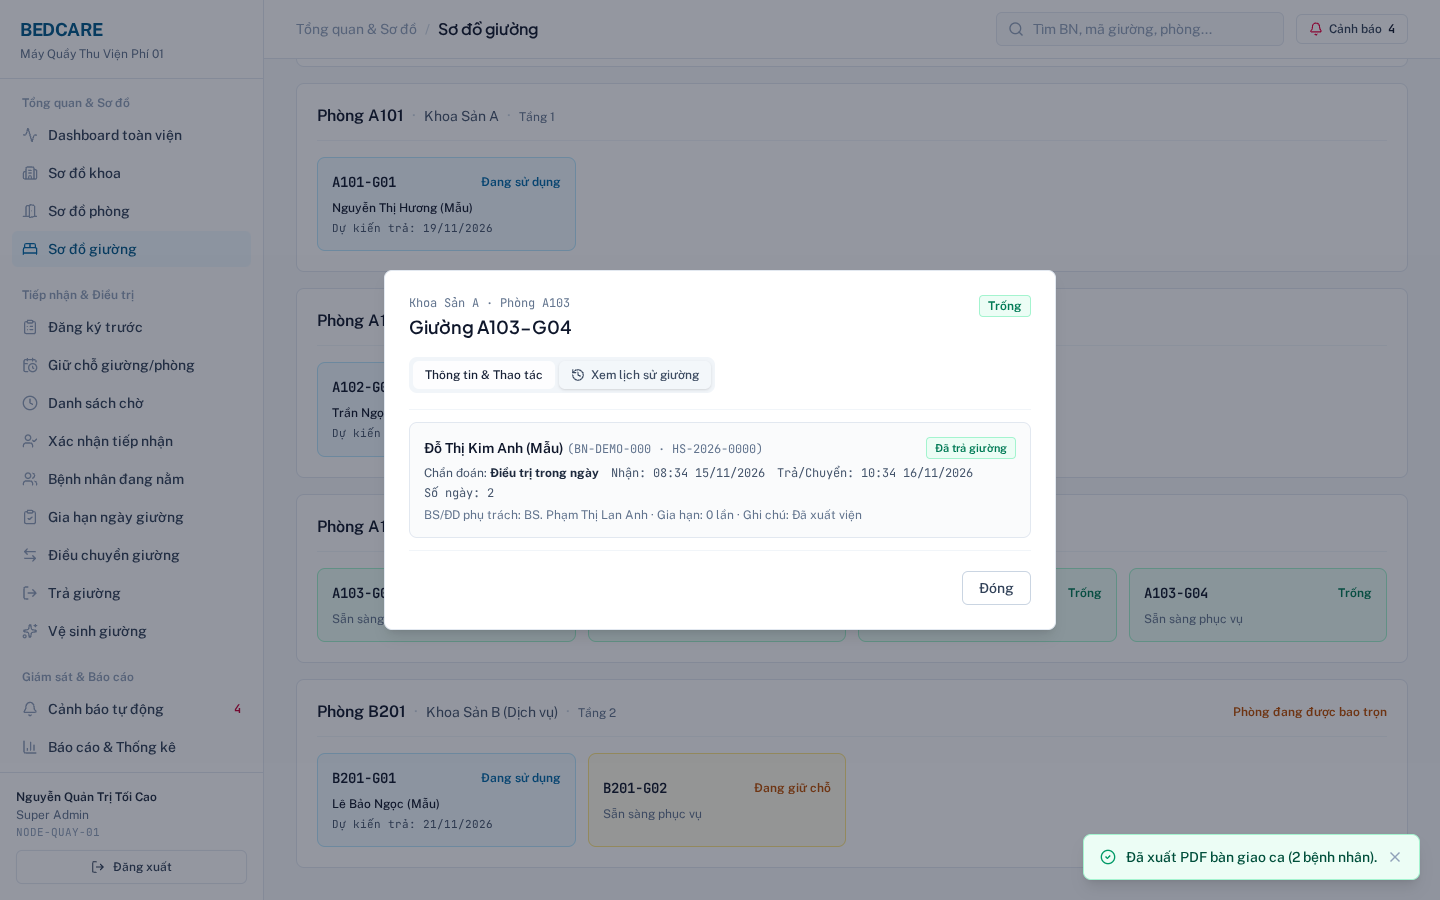 BEDCARE
Máy Quầy Thu Viện Phí 01
Tổng quan & Sơ đồ
Dashboard toàn viện
Sơ đồ khoa
Sơ đồ phòng
Sơ đồ giường
Tiếp nhận & Điều trị
Đăng ký trước
Giữ chỗ giường/phòng
Danh sách chờ
Xác nhận tiếp nhận
Bệnh nhân đang nằm
Gia hạn ngày giường
Điều chuyển giường
Trả giường
Vệ sinh giường
Giám sát & Báo cáo
Cảnh báo tự động 4
Báo cáo & Thống kê
Nguyễn Quản Trị Tối Cao
Super Admin
NODE-QUAY-01
Đăng xuất
Tổng quan & Sơ đồ / Sơ đồ giường
Tìm BN, mã giường, phòng...
Cảnh báo 4
Phòng A101 · Khoa Sản A · Tầng 1
A101-G01 Đang sử dụng
Nguyễn Thị Hương (Mẫu)
Dự kiến trả: 19/11/2026
Phòng A1
A102-G0
Trần Ngọ
Dự kiến
Phòng A1
A103-G0
Sẵn sàng
Trống
A103-G04 Trống
Sẵn sàng phục vụ
Khoa Sản A · Phòng A103
Giường A103-G04
Trống
Thông tin & Thao tác
Xem lịch sử giường
Đỗ Thị Kim Anh (Mẫu) (BN-DEMO-000 · HS-2026-0000)
Đã trả giường
Chẩn đoán: Điều trị trong ngày Nhận: 08:34 15/11/2026 Trả/Chuyển: 10:34 16/11/2026
Số ngày: 2
BS/ĐD phụ trách: BS. Phạm Thị Lan Anh · Gia hạn: 0 lần · Ghi chú: Đã xuất viện
Đóng
Phòng B201 · Khoa Sản B (Dịch vụ) · Tầng 2
Phòng đang được bao trọn
B201-G01 Đang sử dụng
Lê Bảo Ngọc (Mẫu)
Dự kiến trả: 21/11/2026
B201-G02 Đang giữ chỗ
Sẵn sàng phục vụ
Đã xuất PDF bàn giao ca (2 bệnh nhân).